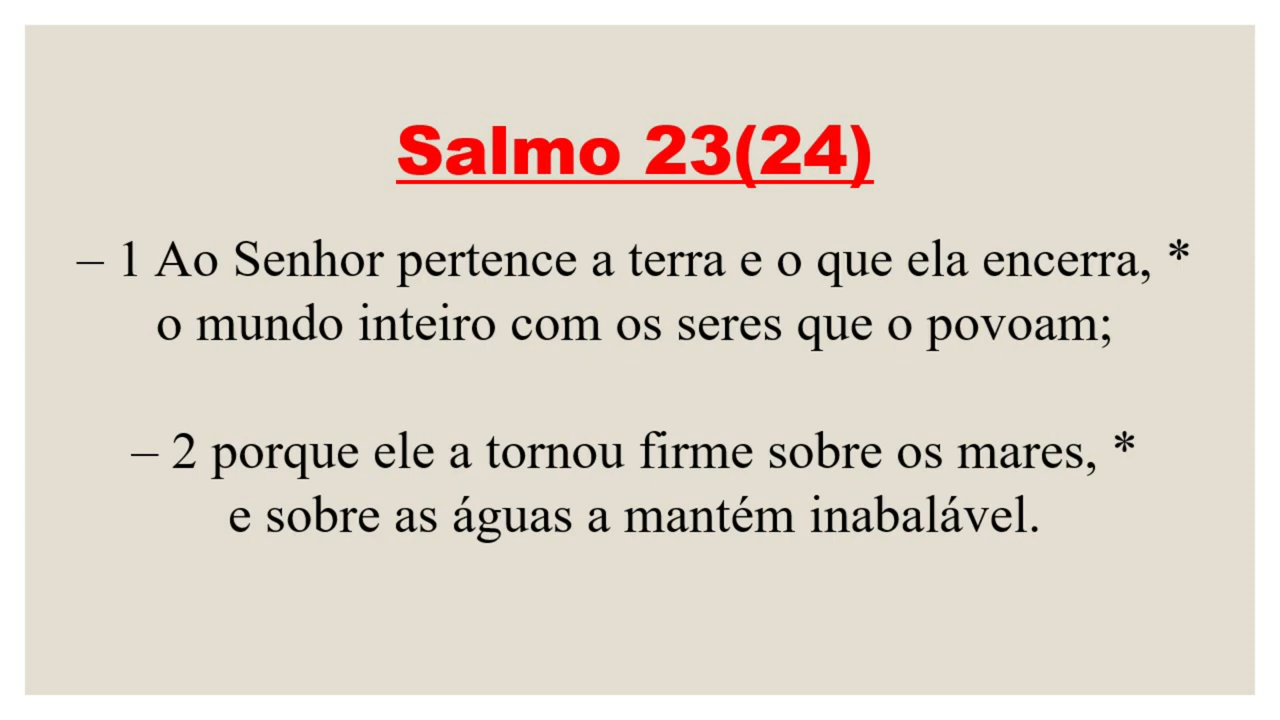 Salmo 23(24)
– 1 Ao Senhor pertence a terra e o que ela encerra, *
o mundo inteiro com os seres que o povoam;
– 2 porque ele a tornou firme sobre os mares, *
e sobre as águas a mantém inabalável.